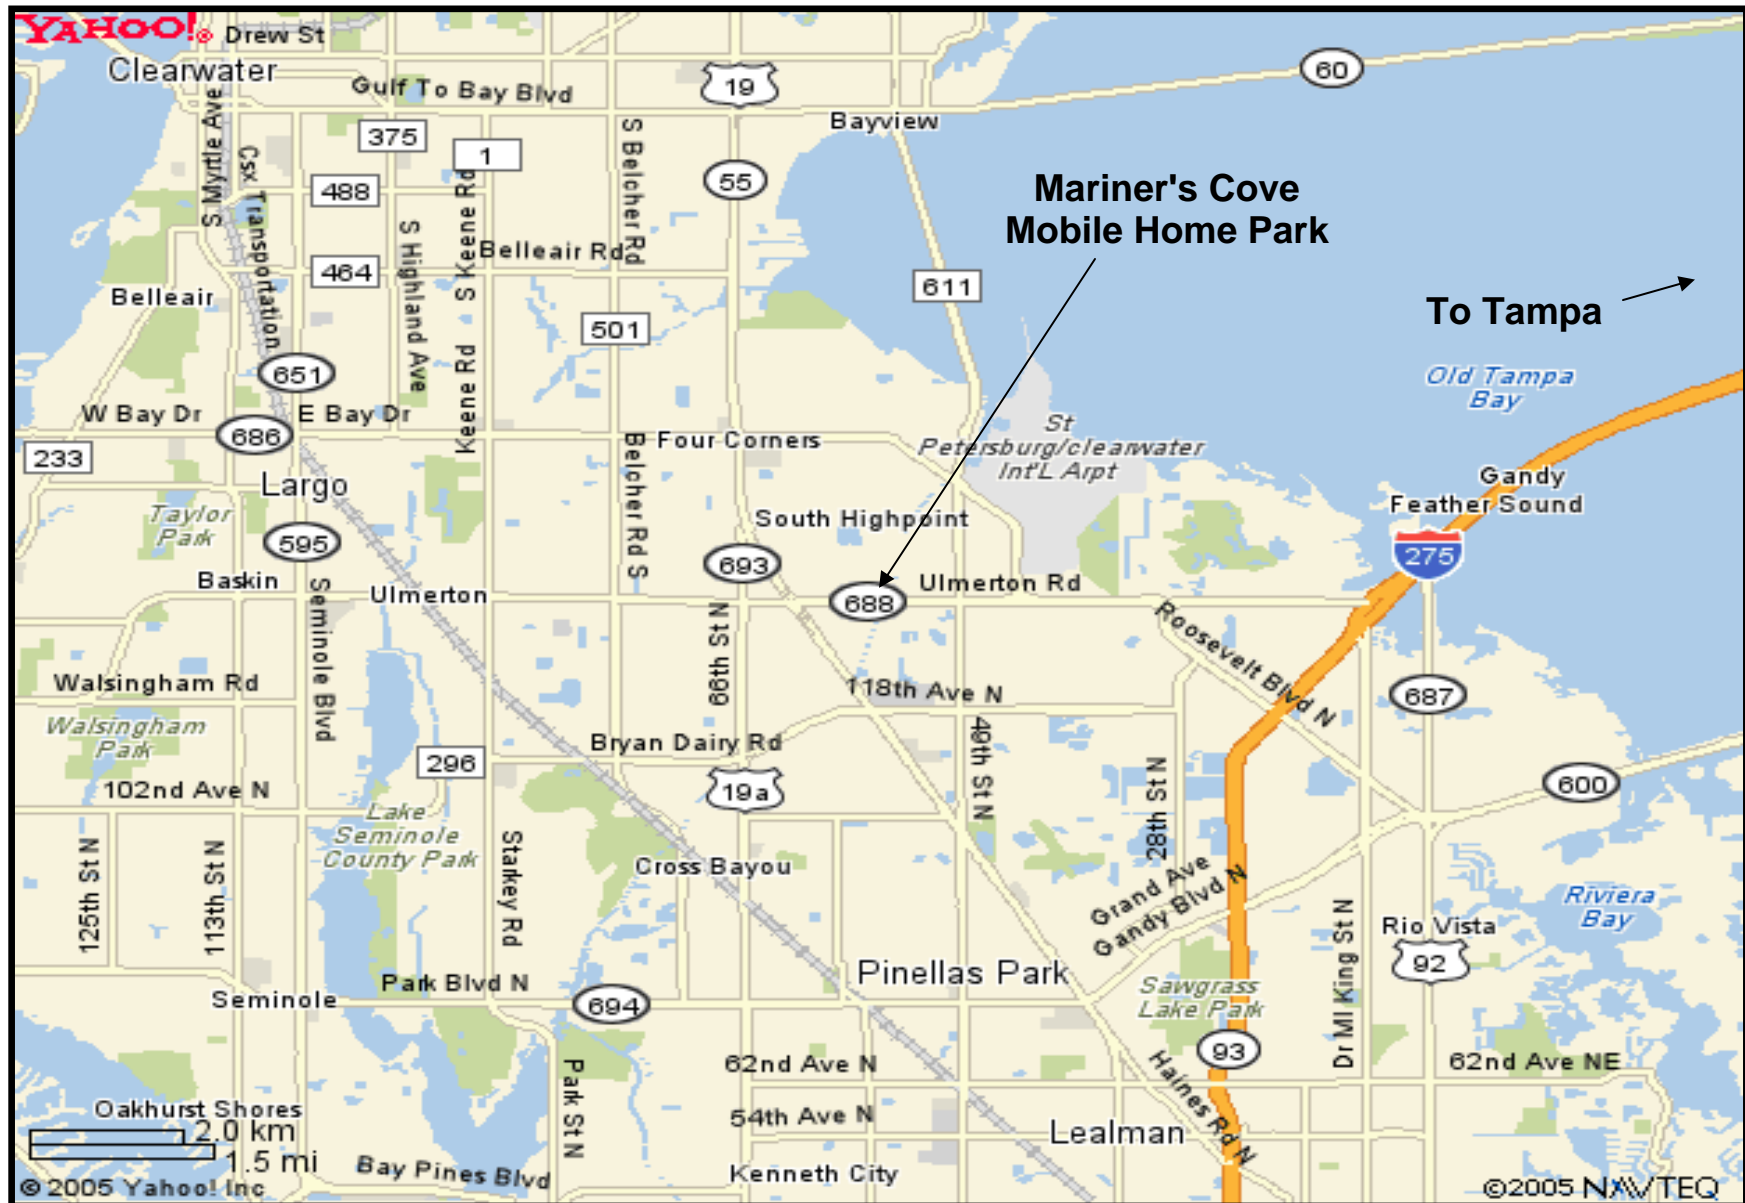 YAHOO!®
Drew St
Clearwater
Gulf To Bay Blvd
19
60
Bayview
375
1
S Myrtle Ave
Csx Transportation
S Belcher Rd
55
488
Mariner's Cove
Mobile Home Park
S Highland Ave
S Keene Rd
Belleair Rd
464
611
Belleair
To Tampa
501
651
Keene Rd
Old Tampa
Bay
W Bay Dr
E Bay Dr
686
Four Corners
St
Petersburg/clearwater
Int'L Arpt
233
Belcher Rd S
Largo
Gandy
Feather Sound
Taylor
Park
South Highpoint
595
693
275
Baskin
Ulmerton
688
Ulmerton Rd
Seminole Blvd
66th St N
Roosevelt Blvd N
Walsingham Rd
118th Ave N
687
Walsingham
Park
Bryan Dairy Rd
49th St N
296
19a
28th St N
600
102nd Ave N
Lake
Seminole
County Park
125th St N
113th St N
Starkey Rd
Cross Bayou
Grand Ave
Gandy Blvd N
Riviera
Bay
Dr Ml King St N
Rio Vista
92
Pinellas Park
Park Blvd N
Seminole
694
Sawgrass
Lake Park
93
62nd Ave N
62nd Ave NE
Park St N
Haines Rd N
Oakhurst Shores
54th Ave N
2.0 km
Lealman
1.5 mi
Bay Pines Blvd
Kenneth City
© 2005 Yahoo! Inc
©2005 NAVTEQ